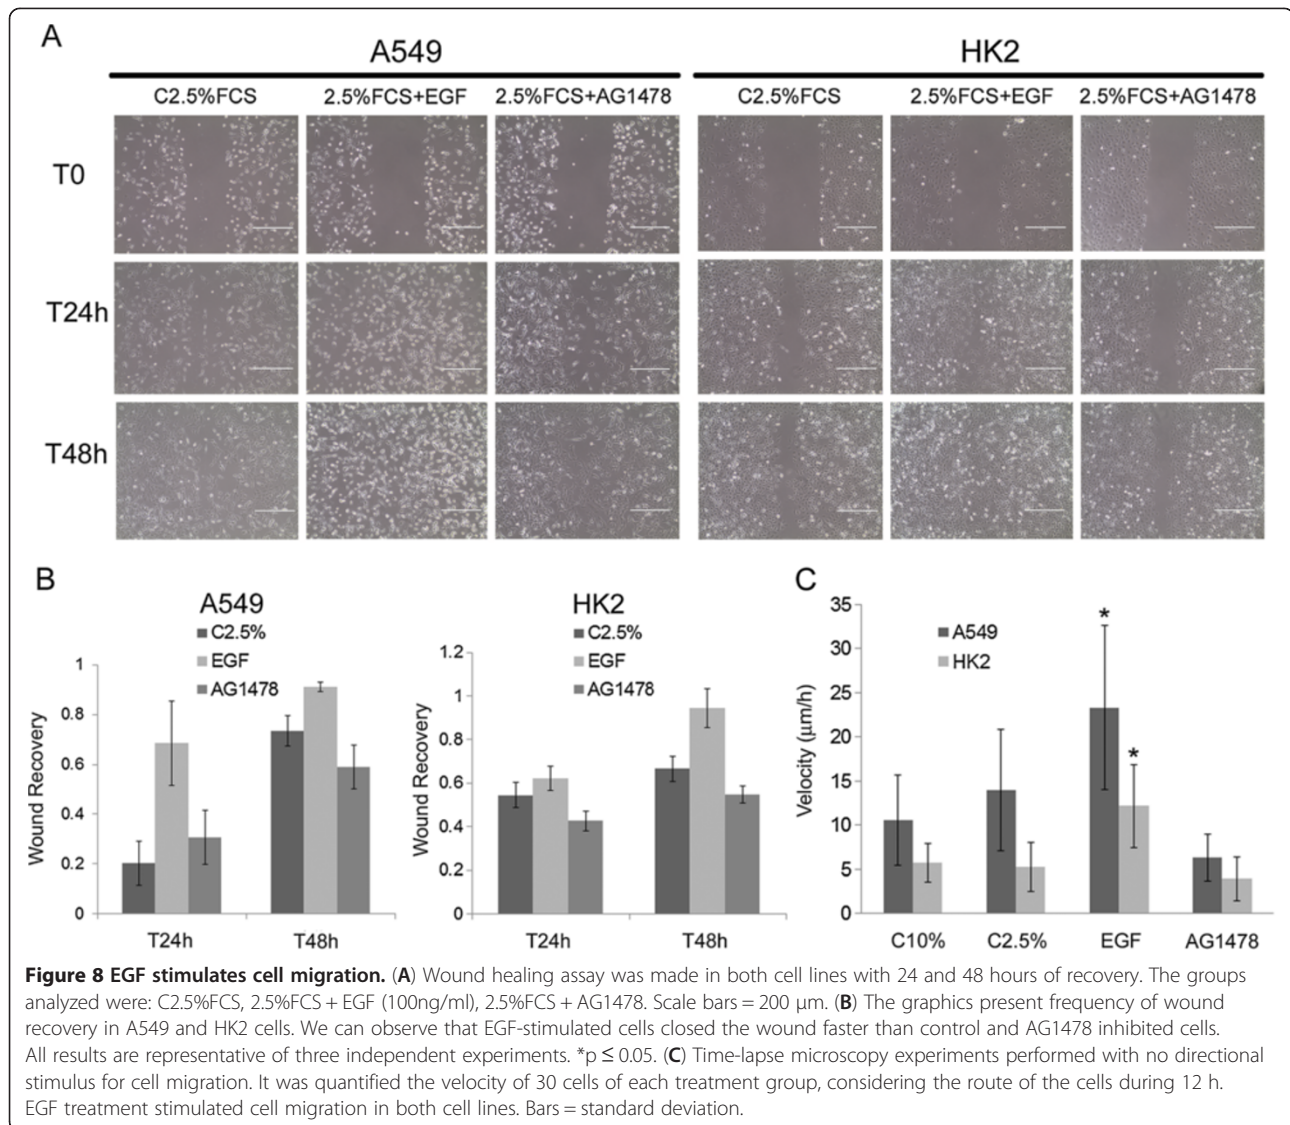 A
A549
HK2
C2.5%FCS
2.5%FCS+EGF
2.5%FCS+AG1478
C2.5%FCS
2.5%FCS+EGF
2.5%FCS+AG1478
T0
T24h
T48h
B
A549
C2.5%
EGF
AG1478
Wound Recovery
1
0.8
0.6
0.4
0.2
0
T24h
T48h
HK2
C2.5%
EGF
AG1478
Wound Recovery
1.2
1
0.8
0.6
0.4
0.2
0
T24h
T48h
C
A549
HK2
Velocity (μm/h)
35
30
25
20
15
10
5
0
*
*
C10%
C2.5%
EGF
AG1478
Figure 8 EGF stimulates cell migration. (A) Wound healing assay was made in both cell lines with 24 and 48 hours of recovery. The groups
analyzed were: C2.5%FCS, 2.5%FCS + EGF (100ng/ml), 2.5%FCS + AG1478. Scale bars = 200 μm. (B) The graphics present frequency of wound
recovery in A549 and HK2 cells. We can observe that EGF-stimulated cells closed the wound faster than control and AG1478 inhibited cells.
All results are representative of three independent experiments. *p ≤ 0.05. (C) Time-lapse microscopy experiments performed with no directional
stimulus for cell migration. It was quantified the velocity of 30 cells of each treatment group, considering the route of the cells during 12 h.
EGF treatment stimulated cell migration in both cell lines. Bars = standard deviation.